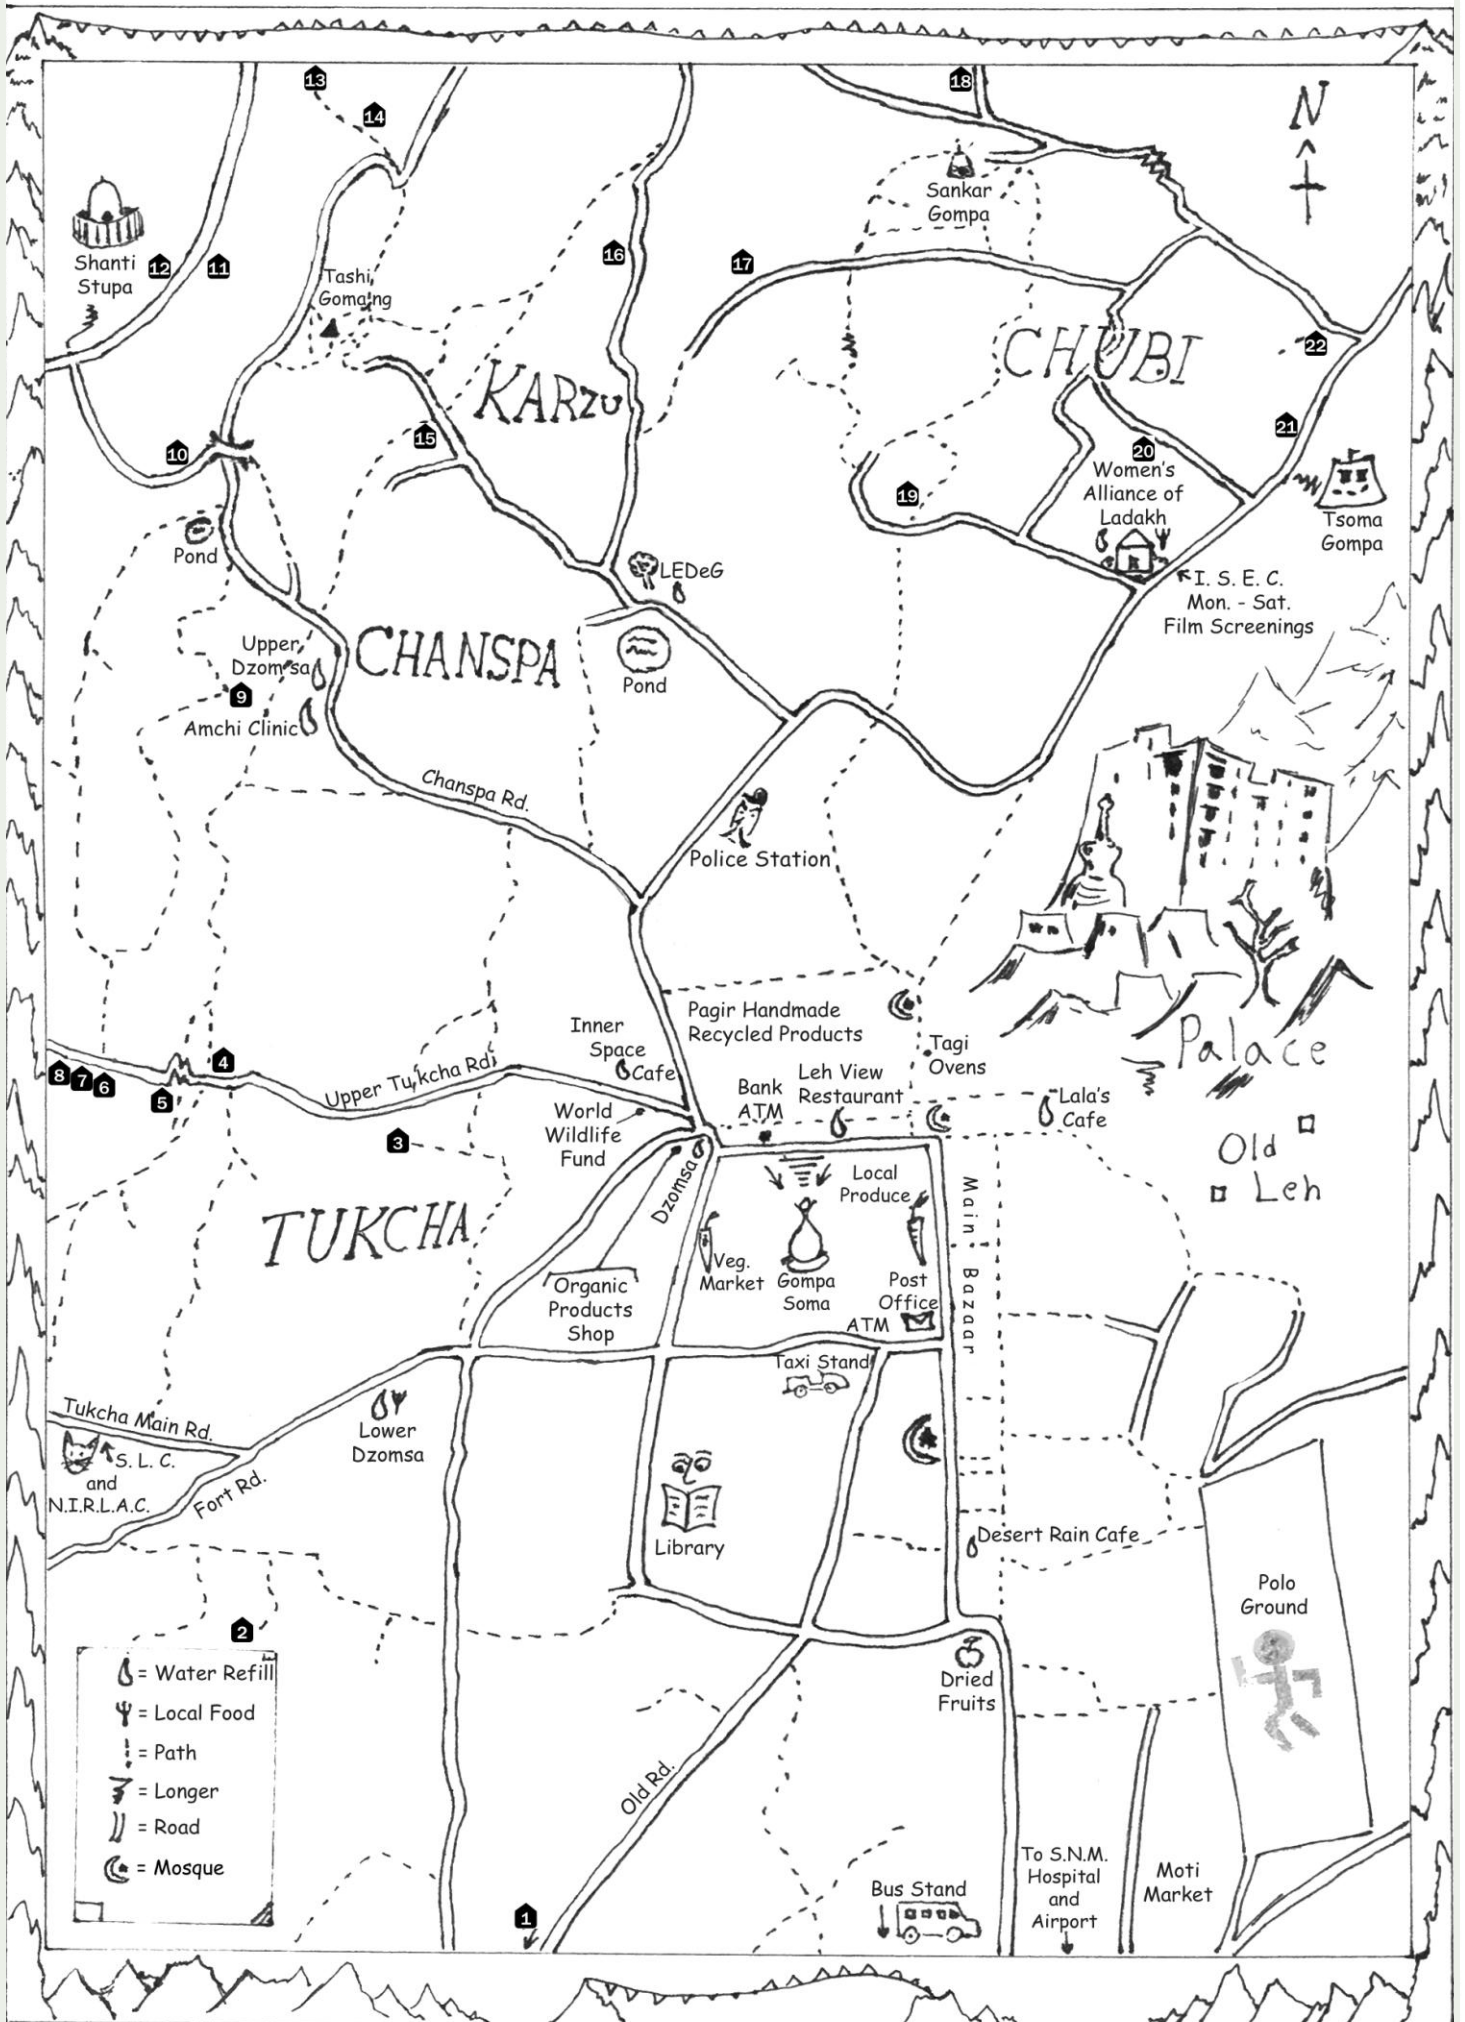 13
14
18
N
Sankar
Gompa
Shanti
Stupa
12
11
16
17
Tashi
Gomang
CHUBI
22
KARZU
15
10
21
20
19
Women's
Alliance of
Ladakh
Tsoma
Gompa
Pond
LEDeG
I. S. E. C.
Mon. - Sat.
Film Screenings
Upper
Dzomsa
CHANSPA
Pond
9
Amchi Clinic
Chanspa Rd.
Police Station
Pagir Handmade
Recycled Products
Inner
Space
Cafe
Tagi
Ovens
Palace
8
7
6
5
4
Upper Tukcha Rd.
Bank
ATM
Leh View
Restaurant
Lala's
Cafe
World
Wildlife
Fund
3
Old
Leh
Dzomsa
Local
Produce
Main Bazaar
TUKCHA
Veg.
Market
Gompa
Soma
Post
Office
ATM
Organic
Products
Shop
Taxi Stand
Tukcha Main Rd.
S. L. C.
and
N.I.R.L.A.C.
Fort Rd.
Lower
Dzomsa
Library
Desert Rain Cafe
Polo
Ground
2
= Water Refill
= Local Food
= Path
= Longer
= Road
= Mosque
Dried
Fruits
Old Rd.
1
Bus Stand
To S.N.M.
Hospital
and
Airport
Moti
Market